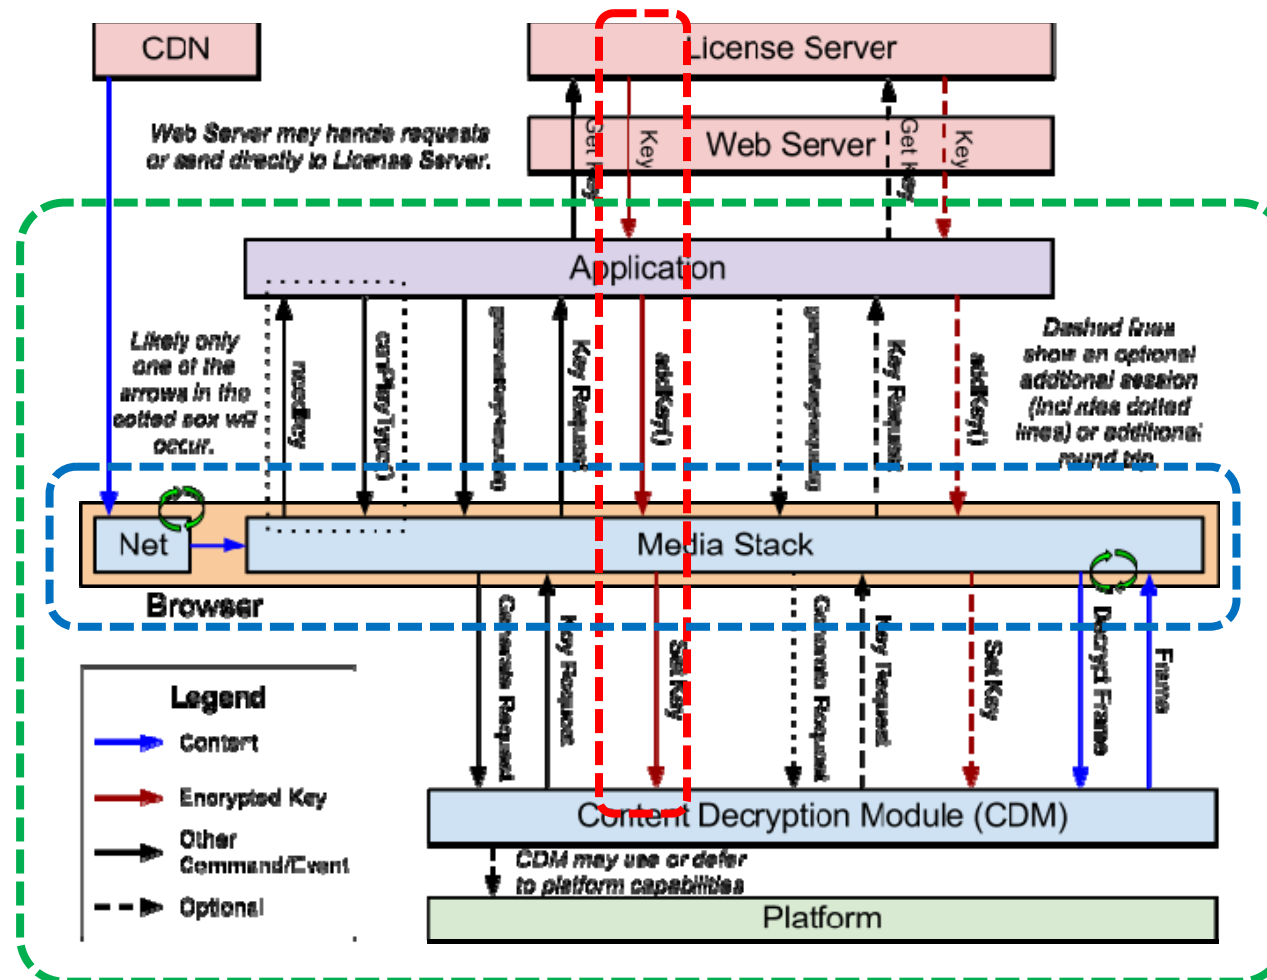 CDN
License Server
Web Server may handle requests
or send directly to License Server.
Web Server
Get Key
Key
Get Key
Key
Application
Likely only
one of the
arrows in the
dotted box will
occur.
needkey
canPlayType()
Key Request
addKey()
Key Request
addKey()
Dashed lines
show an optional
additional session
(includes dotted
lines) or additional
round trip.
Net
Media Stack
Browser
Generate Request
Key Request
Set Key
Generate Request
Key Request
Set Key
Decrypt Frame
Frame
Legend
Content
Encrypted Key
Other
Command/Event
Optional
Content Decryption Module (CDM)
CDM may use or defer
to platform capabilities
Platform